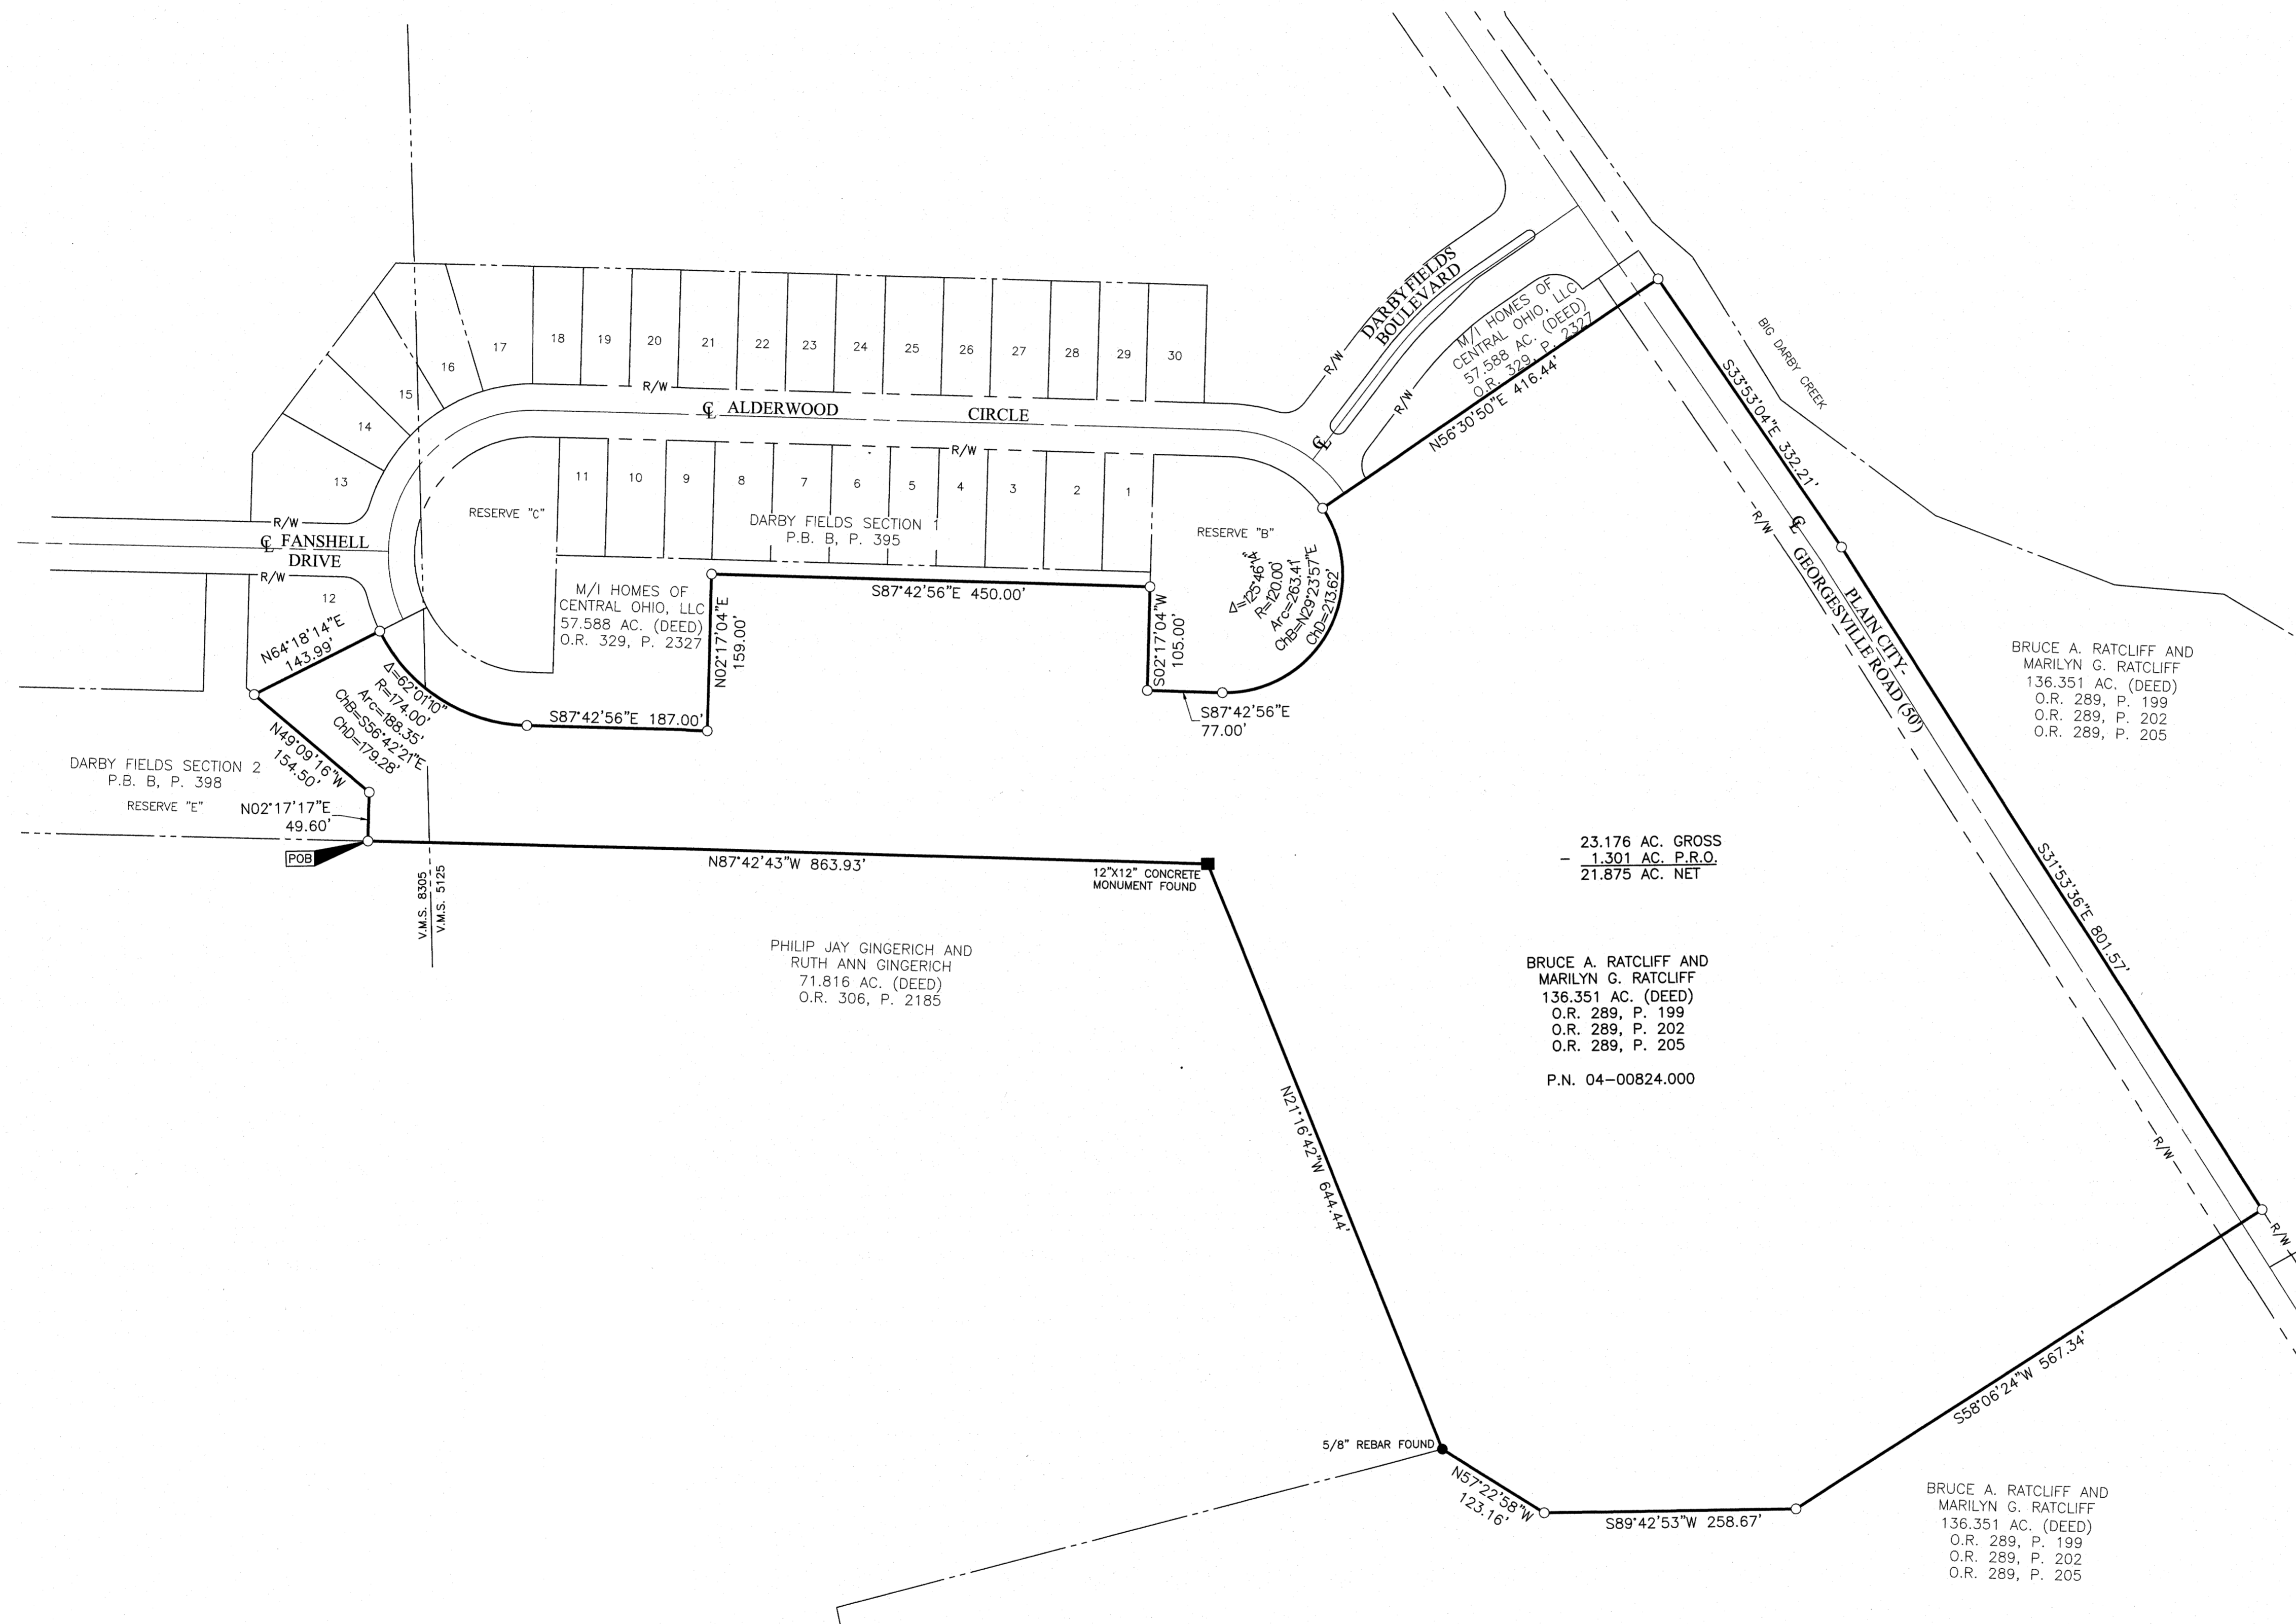 DARBYFIELDS
BOULEVARD
R/W
R/W
℄
M/I HOMES OF
CENTRAL OHIO, LLC
57.588 AC. (DEED)
O.R. 329, P. 2327
N56°30'50"E 416.44'
BIG DARBY CREEK
S33°53'04"E 332.21'
17
18
19
20
21
22
23
24
25
26
27
28
29
30
16
15
14
13
R/W
℄ ALDERWOOD CIRCLE
R/W
11
10
9
8
7
6
5
4
3
2
1
RESERVE "C"
DARBY FIELDS SECTION 1
P.B. B, P. 395
RESERVE "B"
R/W
℄ FANSHELL
DRIVE
R/W
12
Δ=125°46'14"
R=120.00'
Arc=263.41'
ChB=N29°23'57"E
ChD=213.62'
R/W
℄
PLAIN CITY-
GEORGESVILLE ROAD (50')
M/I HOMES OF
CENTRAL OHIO, LLC
57.588 AC. (DEED)
O.R. 329, P. 2327
S87°42'56"E 450.00'
N02°17'04"E
159.00'
S02°17'04"W
105.00'
N64°18'14"E
143.99'
Δ=62°01'10"
R=174.00'
Arc=188.35'
ChB=S56°42'21"E
ChD=179.28'
S87°42'56"E 187.00'
S87°42'56"E
77.00'
BRUCE A. RATCLIFF AND
MARILYN G. RATCLIFF
136.351 AC. (DEED)
O.R. 289, P. 199
O.R. 289, P. 202
O.R. 289, P. 205
N49°09'16"W
154.50'
DARBY FIELDS SECTION 2
P.B. B, P. 398
RESERVE "E"
N02°17'17"E
49.60'
POB
N87°42'43"W 863.93'
12"X12" CONCRETE
MONUMENT FOUND
V.M.S. 8305
V.M.S. 5125
23.176 AC. GROSS
- 1.301 AC. P.R.O.
21.875 AC. NET
S31°53'36"E 801.57'
PHILIP JAY GINGERICH AND
RUTH ANN GINGERICH
71.816 AC. (DEED)
O.R. 306, P. 2185
BRUCE A. RATCLIFF AND
MARILYN G. RATCLIFF
136.351 AC. (DEED)
O.R. 289, P. 199
O.R. 289, P. 202
O.R. 289, P. 205
P.N. 04-00824.000
N21°16'42"W 644.44'
R/W
R/W
S58°06'24"W 567.34'
5/8" REBAR FOUND
N57°22'58"W
123.16'
S89°42'53"W 258.67'
BRUCE A. RATCLIFF AND
MARILYN G. RATCLIFF
136.351 AC. (DEED)
O.R. 289, P. 199
O.R. 289, P. 202
O.R. 289, P. 205